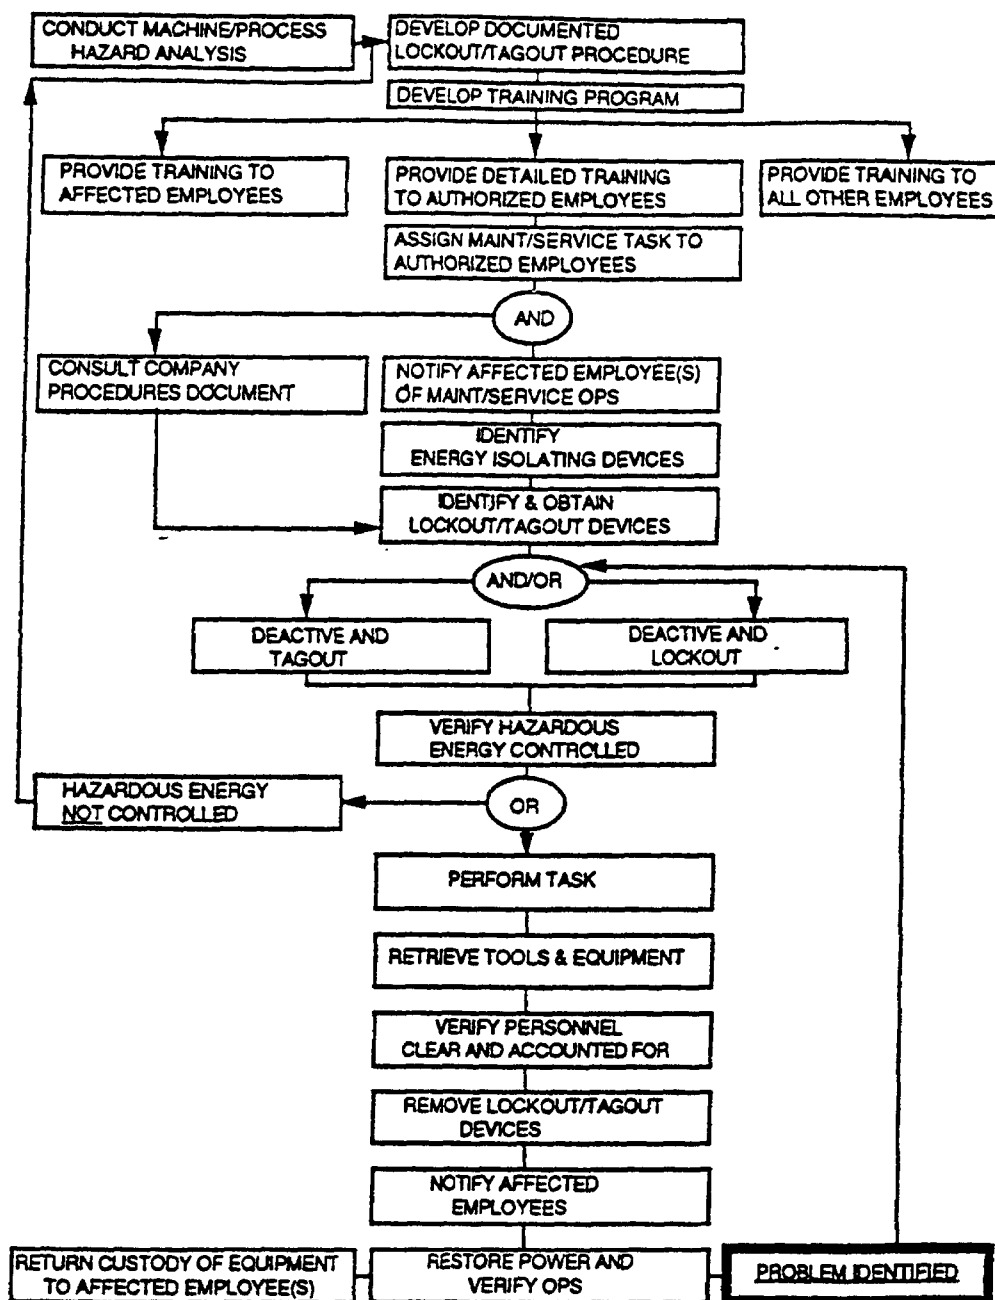 CONDUCT MACHINE/PROCESS
HAZARD ANALYSIS
DEVELOP DOCUMENTED
LOCKOUT/TAGOUT PROCEDURE
DEVELOP TRAINING PROGRAM
PROVIDE TRAINING TO
AFFECTED EMPLOYEES
PROVIDE DETAILED TRAINING
TO AUTHORIZED EMPLOYEES
PROVIDE TRAINING TO
ALL OTHER EMPLOYEES
ASSIGN MAINT/SERVICE TASK TO
AUTHORIZED EMPLOYEES
AND
CONSULT COMPANY
PROCEDURES DOCUMENT
NOTIFY AFFECTED EMPLOYEE(S)
OF MAINT/SERVICE OPS
IDENTIFY
ENERGY ISOLATING DEVICES
IDENTIFY & OBTAIN
LOCKOUT/TAGOUT DEVICES
AND/OR
DEACTIVE AND
TAGOUT
DEACTIVE AND
LOCKOUT
VERIFY HAZARDOUS
ENERGY CONTROLLED
HAZARDOUS ENERGY
NOT CONTROLLED
OR
PERFORM TASK
RETRIEVE TOOLS & EQUIPMENT
VERIFY PERSONNEL
CLEAR AND ACCOUNTED FOR
REMOVE LOCKOUT/TAGOUT
DEVICES
NOTIFY AFFECTED
EMPLOYEES
RETURN CUSTODY OF EQUIPMENT
TO AFFECTED EMPLOYEE(S)
RESTORE POWER AND
VERIFY OPS
PROBLEM IDENTIFIED